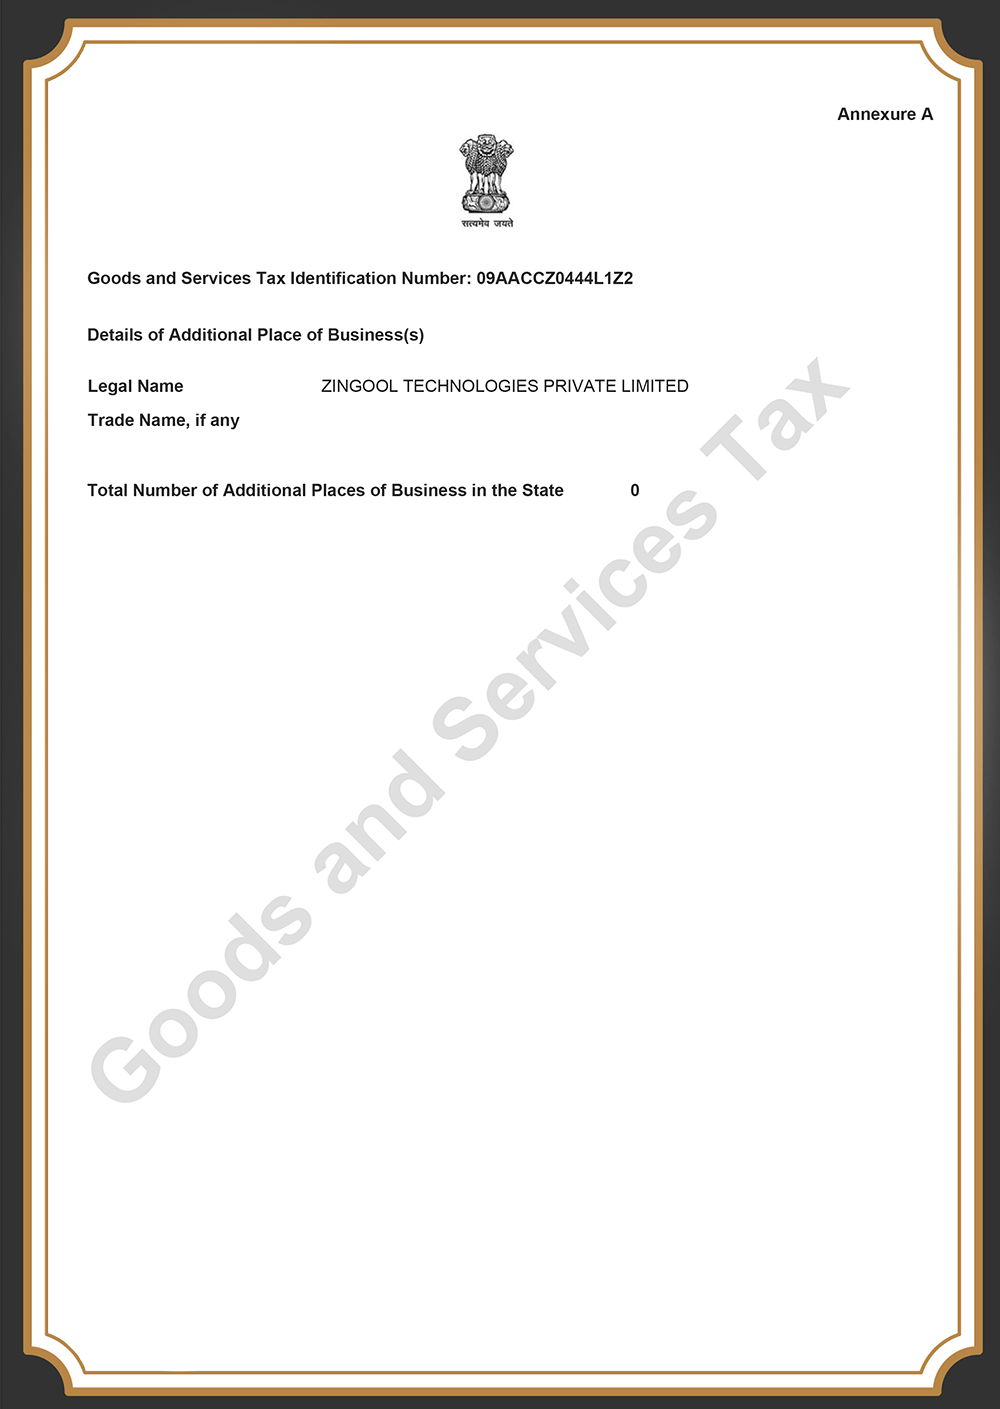 Annexure A
सत्यमेव जयते
Goods and Services Tax Identification Number: 09AACCZ0444L1Z2
Details of Additional Place of Business(s)
Legal Name ZINGOOL TECHNOLOGIES PRIVATE LIMITED
Trade Name, if any
Total Number of Additional Places of Business in the State 0
Goods and Services Tax